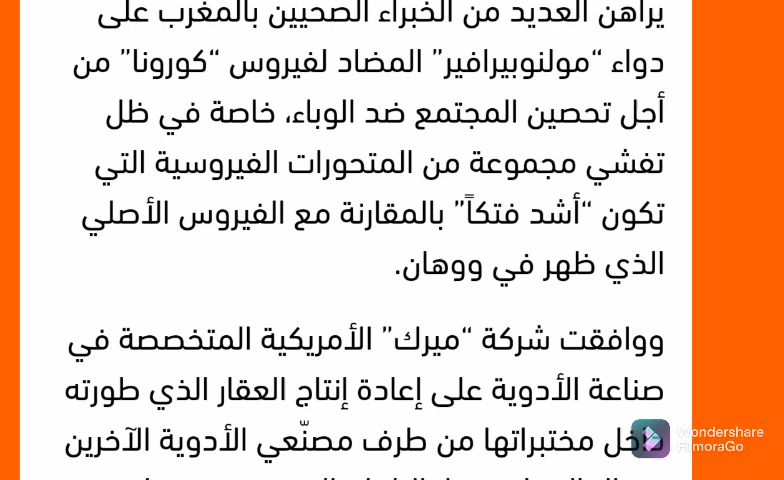 يراهن العديد من الخبراء الصحيين بالمغرب على
دواء “مولنوبيرافير” المضاد لفيروس “كورونا” من
أجل تحصين المجتمع ضد الوباء، خاصة في ظل
تفشي مجموعة من المتحورات الفيروسية التي
تكون “أشد فتكاً” بالمقارنة مع الفيروس الأصلي
الذي ظهر في ووهان.
ووافقت شركة “ميرك” الأمريكية المتخصصة في
صناعة الأدوية على إعادة إنتاج العقار الذي طورته
داخل مختبراتها من طرف مصنّعي الأدوية الآخرين
Wondershare
FilmoraGo